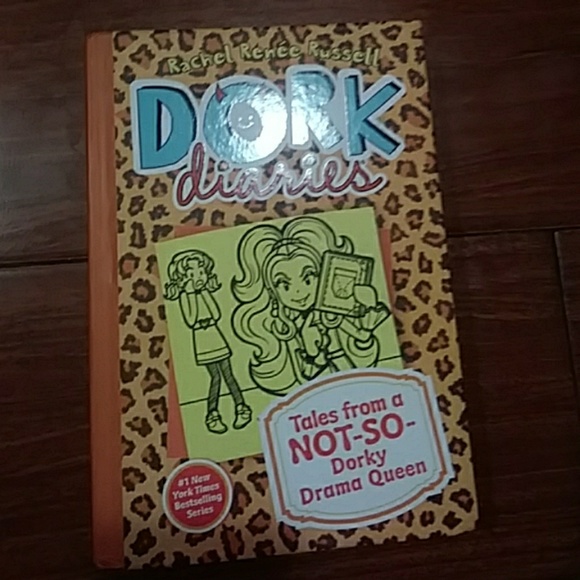 Rachel Renée Russell
DORK
diaries
Tales from a
NOT-SO-
Dorky
Drama Queen
#1 New
York Times
Bestselling
Series